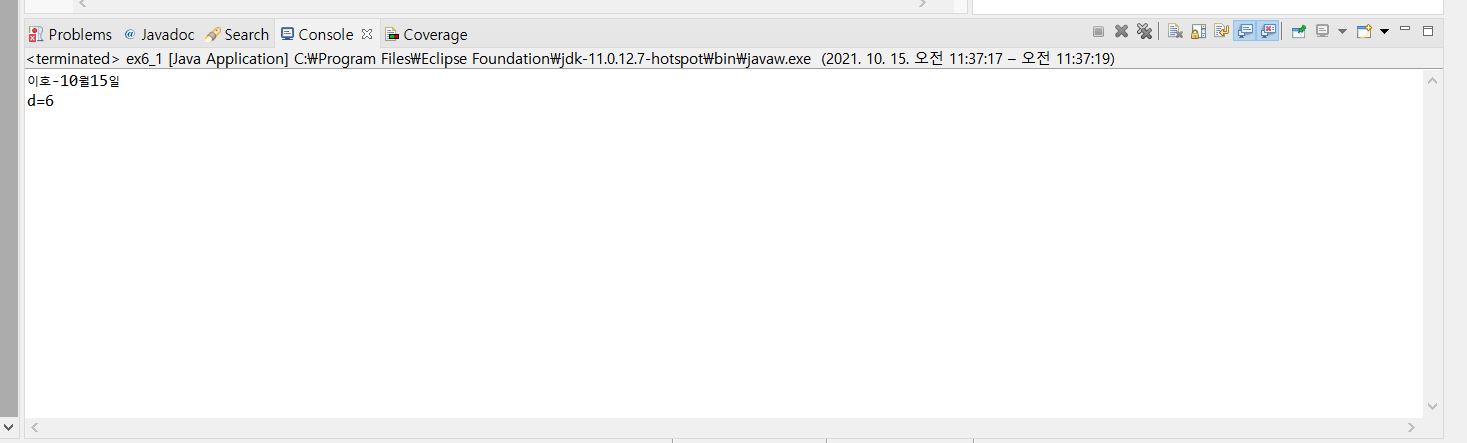 Problems @ Javadoc Search Console Coverage
<terminated> ex6_1 [Java Application] C:₩Program Files₩Eclipse Foundation₩jdk-11.0.12.7-hotspot₩bin₩javaw.exe (2021. 10. 15. 오전 11:37:17 – 오전 11:37:19)
이호-10월15일
d=6